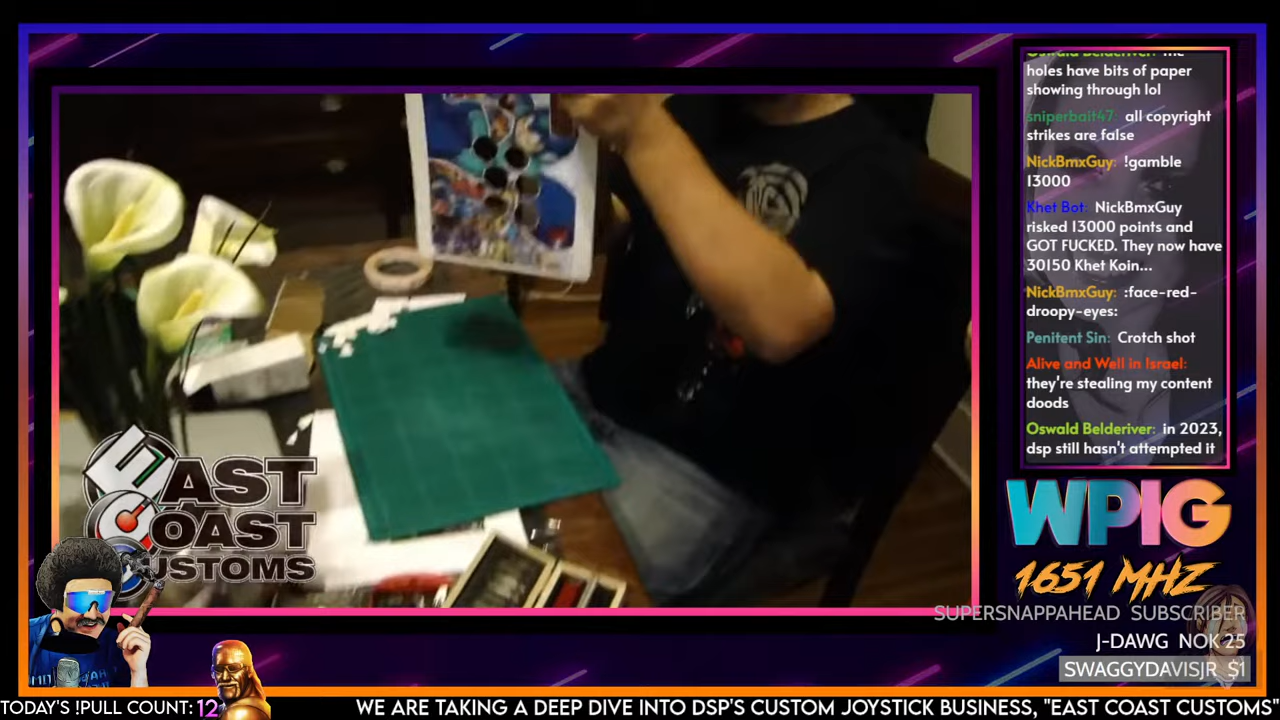 Oswald Belderiver: The
holes have bits of paper
showing through lol
sniperbait47: all copyright
strikes are false
NickBmxGuy: !gamble
13000
Khet Bot: NickBmxGuy
risked 13000 points and
GOT FUCKED. They now have
30150 Khet Koin...
NickBmxGuy: :face-red-
droopy-eyes:
Penitent Sin: Crotch shot
Alive and Well in Israel:
they're stealing my content
doods
Oswald Belderiver: in 2023,
dsp still hasn't attempted it
EAST
COAST
CUSTOMS
WPIG
1651 MHZ
SUPERSNAPPAHEAD SUBSCRIBER
J-DAWG NOK 25
SWAGGYDAVISJR $1
TODAY'S !PULL COUNT: 12
WE ARE TAKING A DEEP DIVE INTO DSP'S CUSTOM JOYSTICK BUSINESS, "EAST COAST CUSTOMS"